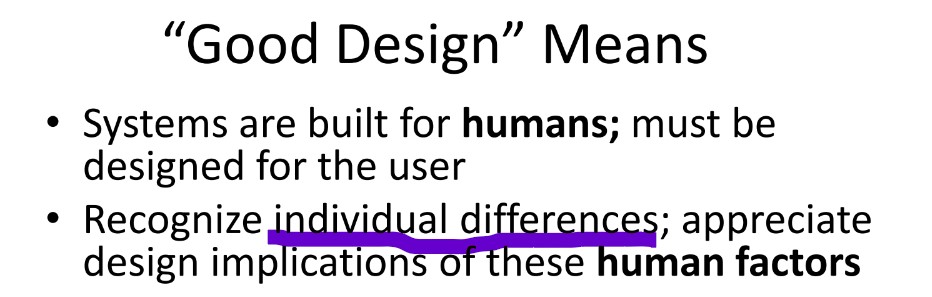 “Good Design” Means
• Systems are built for humans; must be
designed for the user
• Recognize individual differences; appreciate
design implications of these human factors